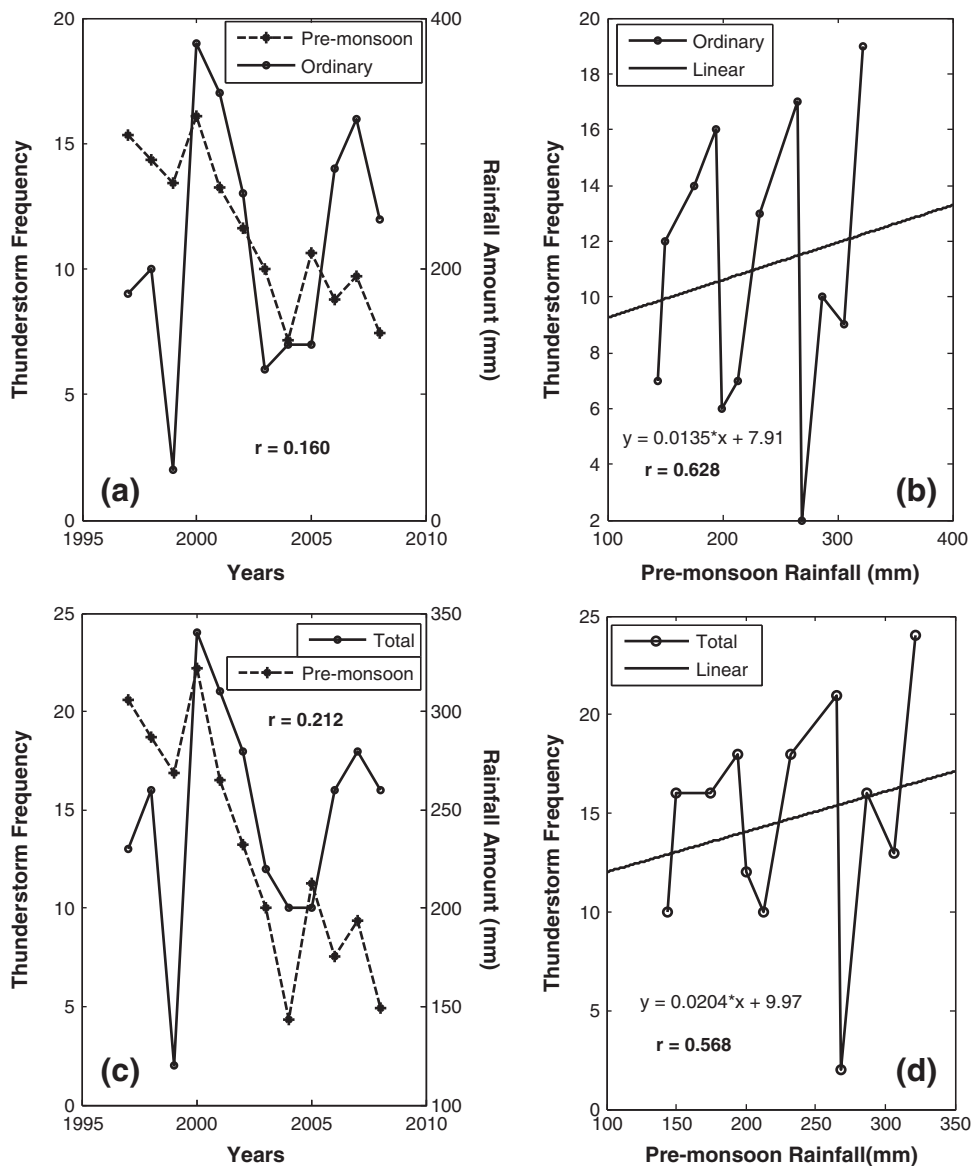 20
15
10
5
0
Thunderstorm Frequency
400
200
0
Rainfall Amount (mm)
Pre-monsoon
Ordinary
r = 0.160
(a)
1995 2000 2005 2010
Years
20
18
16
14
12
10
8
6
4
2
Thunderstorm Frequency
Ordinary
Linear
y = 0.0135*x + 7.91
r = 0.628
(b)
100 200 300 400
Pre-monsoon Rainfall (mm)
25
20
15
10
5
0
Thunderstorm Frequency
350
300
250
200
150
100
Rainfall Amount (mm)
Total
Pre-monsoon
r = 0.212
(c)
1995 2000 2005 2010
Years
25
20
15
10
5
0
Thunderstorm Frequency
Total
Linear
y = 0.0204*x + 9.97
r = 0.568
(d)
100 150 200 250 300 350
Pre-monsoon Rainfall(mm)